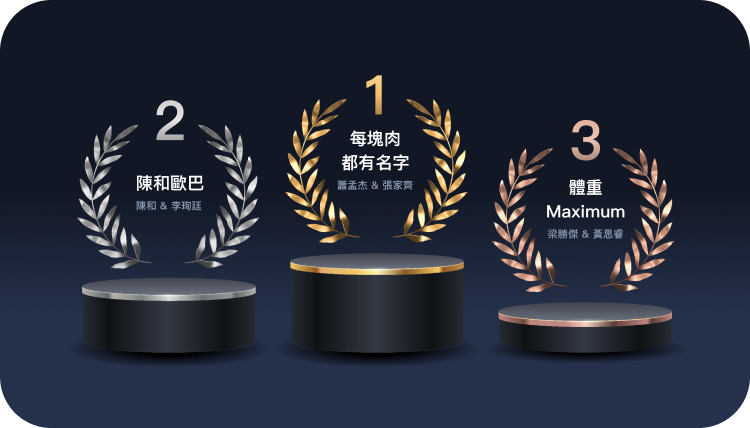 2
陳和歐巴
陳和 & 李珣廷
1
每塊肉
都有名字
蕭孟杰 & 張家齊
3
體重
Maximum
梁勝傑 & 黃思睿